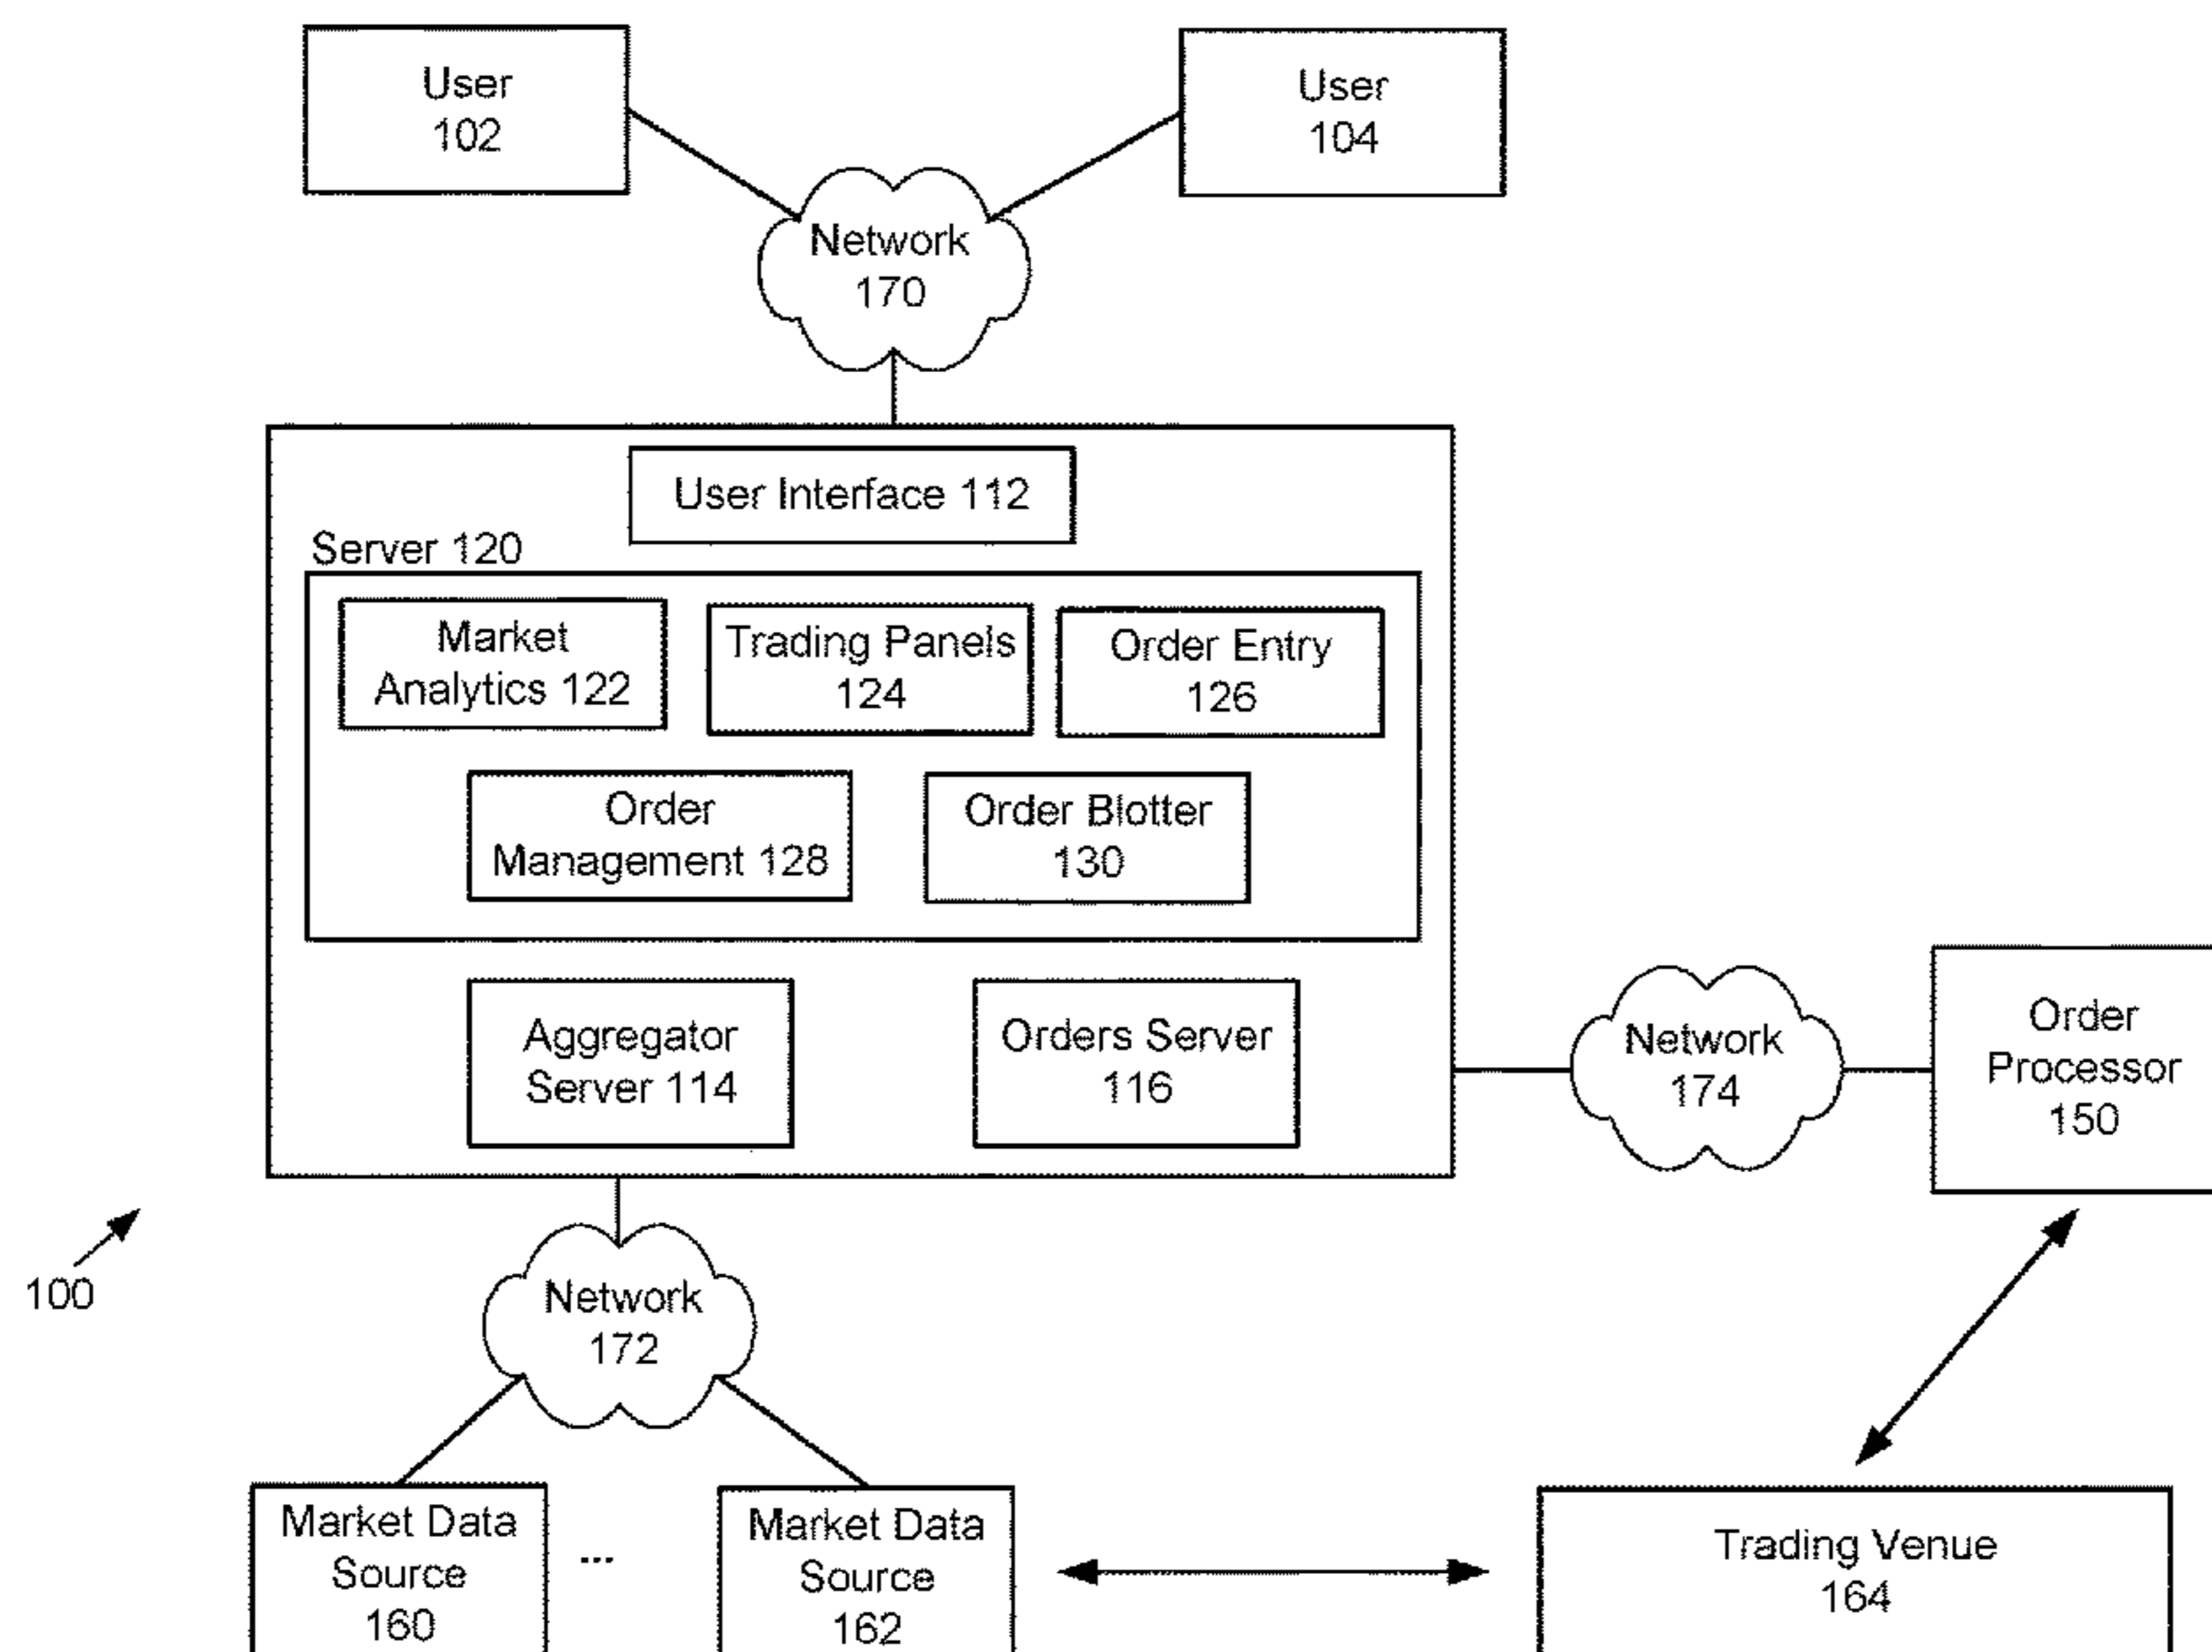 User
102
User
104
Network
170
User Interface 112
Server 120
Market
Analytics 122
Trading Panels
124
Order Entry
126
Order
Management 128
Order Blotter
130
Aggregator
Server 114
Orders Server
116
Network
174
Order
Processor
150
100
Network
172
Market Data
Source
160
...
Market Data
Source
162
Trading Venue
164